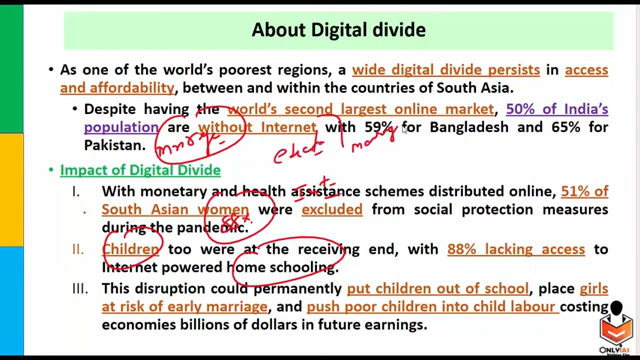 About Digital divide
• As one of the world's poorest regions, a wide digital divide persists in access
and affordability, between and within the countries of South Asia.
• Despite having the world's second largest online market, 50% of India's
population are without Internet with 59% for Bangladesh and 65% for
Pakistan.
• Impact of Digital Divide
I. With monetary and health assistance schemes distributed online, 51% of
South Asian women were excluded from social protection measures
during the pandemic.
88%
II. Children too were at the receiving end, with 88% lacking access to
Internet powered home schooling.
III. This disruption could permanently put children out of school, place girls
at risk of early marriage, and push poor children into child labour costing
economies billions of dollars in future earnings.
ONLYIAS